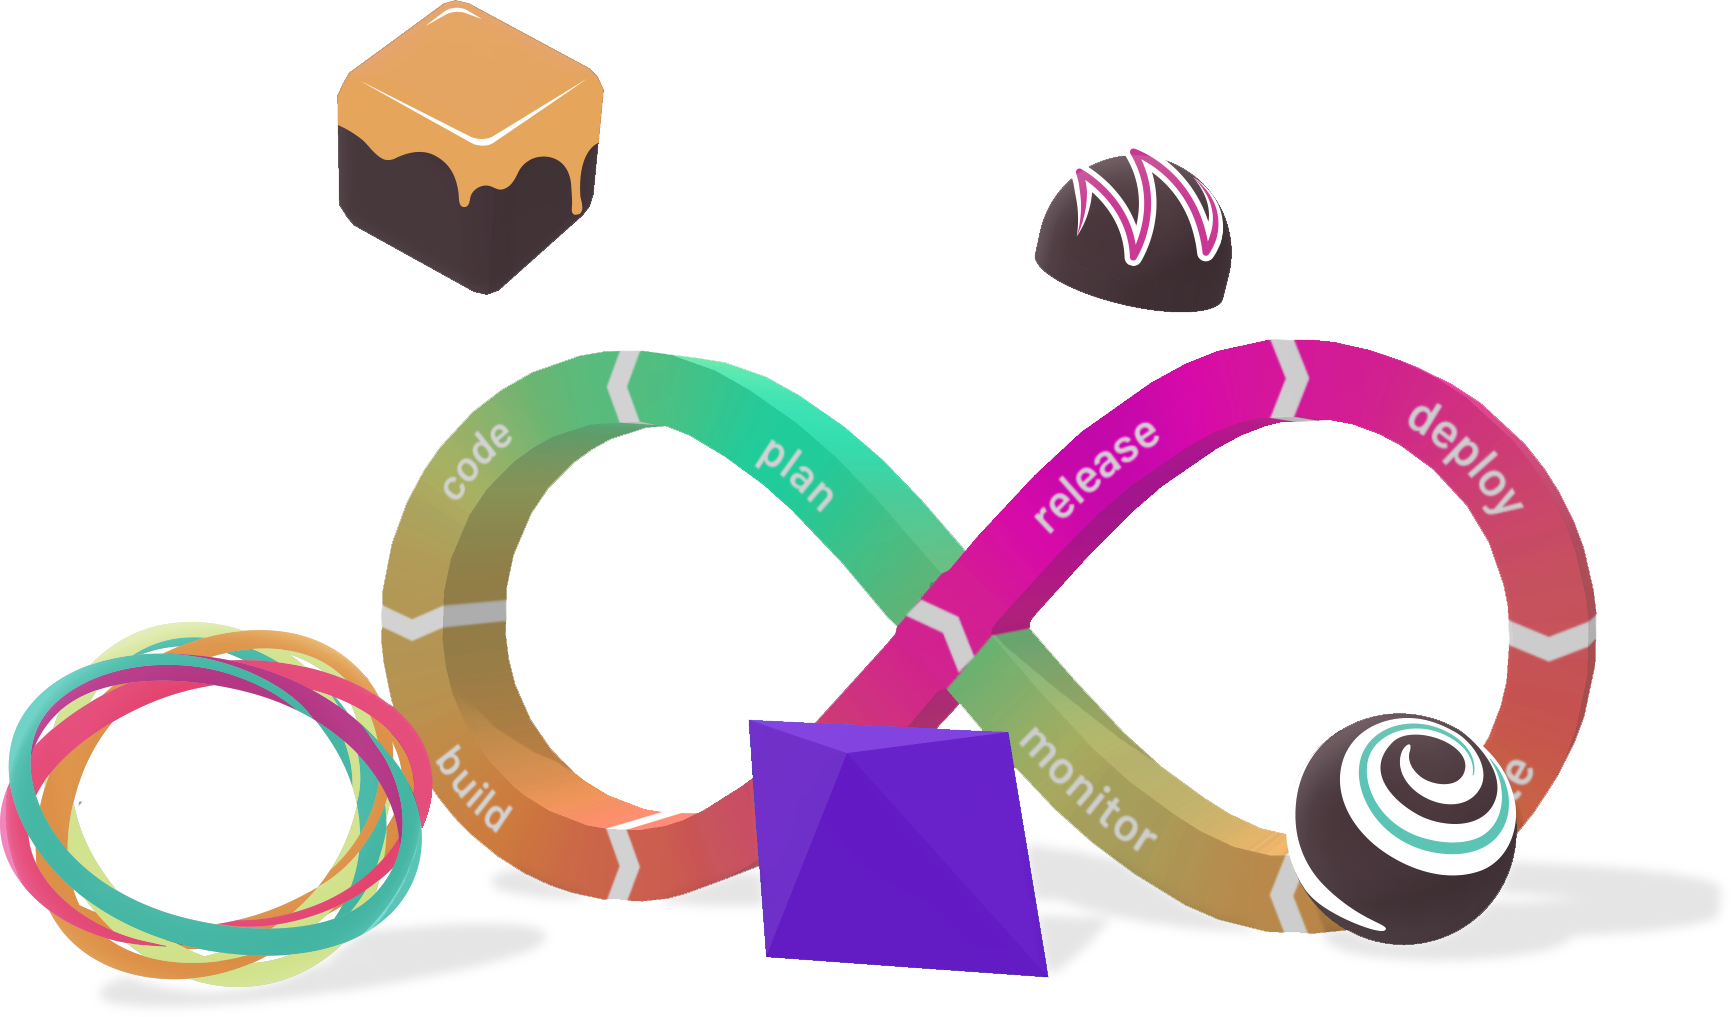 code
plan
release
deploy
build
monitor
e